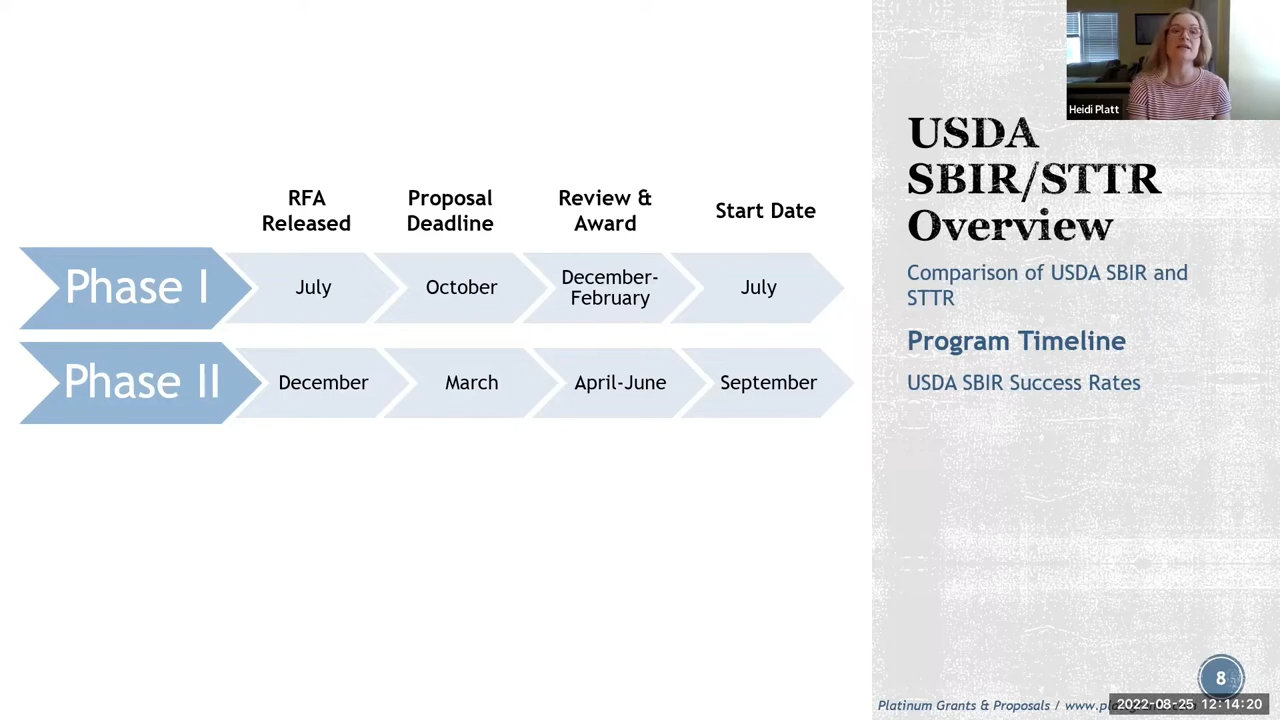 Heidi Platt
USDA
SBIR/STTR
Overview
Comparison of USDA SBIR and
STTR
Program Timeline
USDA SBIR Success Rates
RFA
Released
Proposal
Deadline
Review &
Award
Start Date
Phase I
July
October
December-
February
July
Phase II
December
March
April-June
September
8
Platinum Grants & Proposals / www.pla
2022-08-25 12:14:20